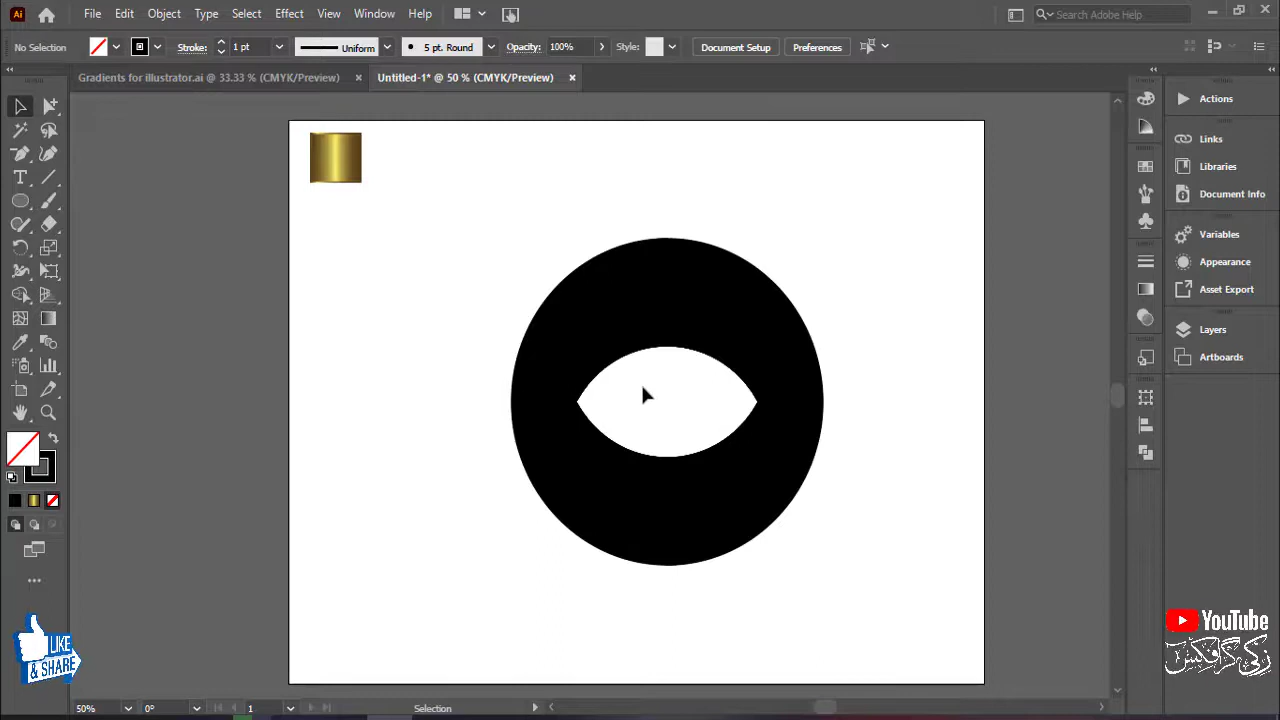 Ai File Edit Object Type Select Effect View Window Help Search Adobe Help
No Selection Stroke: 1 pt Uniform 5 pt. Round Opacity: 100% Style: Document Setup Preferences
Gradients for illustrator.ai @ 33.33 % (CMYK/Preview) × Untitled-1* @ 50 % (CMYK/Preview) ×
Actions
Links
Libraries
Document Info
Variables
Appearance
Asset Export
Layers
Artboards
LIKE
& SHARE
YouTube
زکی گرافکس
50% 0° 1 Selection